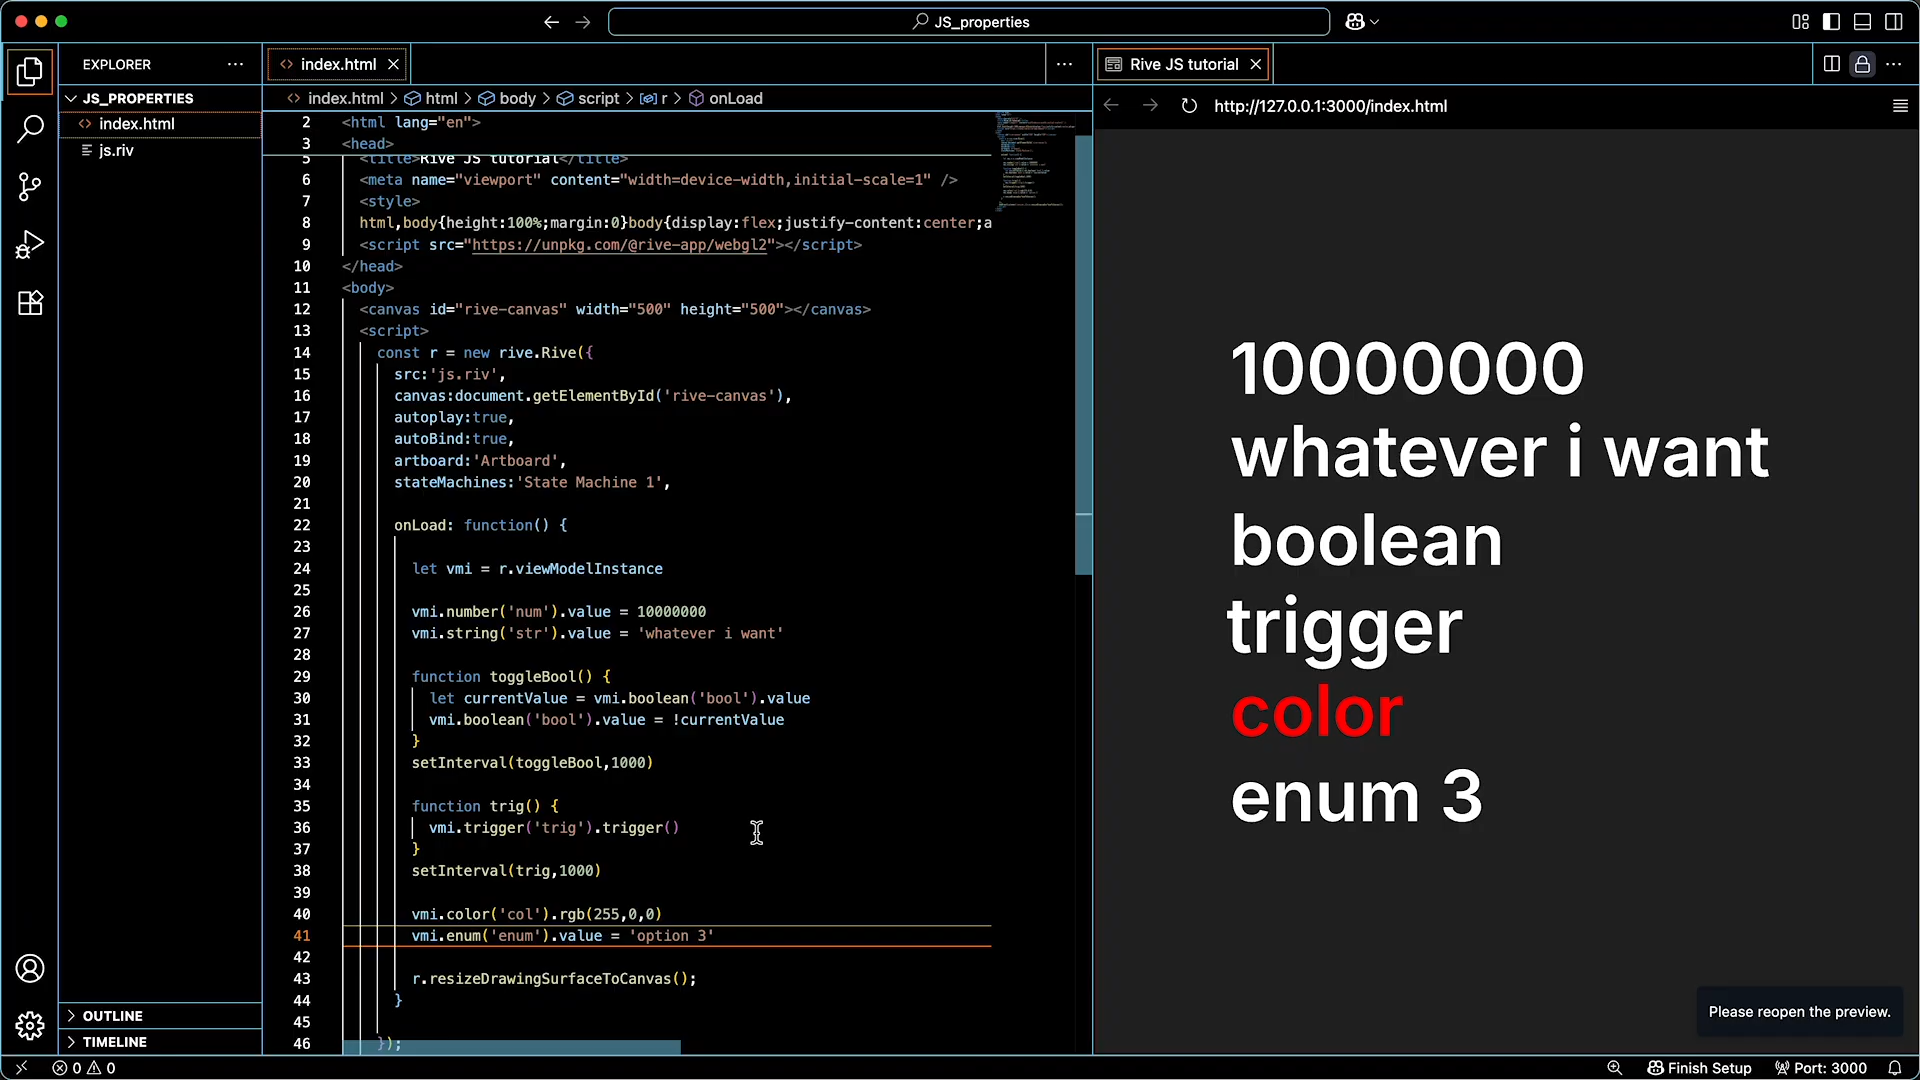 JS_properties
EXPLORER
JS_PROPERTIES
index.html
js.riv
OUTLINE
TIMELINE
index.html
index.html > html > body > script > r > onLoad
2 <html lang="en">
3 <head>
5 <title>Rive JS tutorial</title>
6 <meta name="viewport" content="width=device-width,initial-scale=1" />
7 <style>
8 html,body{height:100%;margin:0}body{display:flex;justify-content:center;a
9 <script src="https://unpkg.com/@rive-app/webgl2"></script>
10 </head>
11 <body>
12 <canvas id="rive-canvas" width="500" height="500"></canvas>
13 <script>
14 const r = new rive.Rive({
15 src:'js.riv',
16 canvas:document.getElementById('rive-canvas'),
17 autoplay:true,
18 autoBind:true,
19 artboard:'Artboard',
20 stateMachines:'State Machine 1',
21
22 onLoad: function() {
23
24 let vmi = r.viewModelInstance
25
26 vmi.number('num').value = 10000000
27 vmi.string('str').value = 'whatever i want'
28
29 function toggleBool() {
30 let currentValue = vmi.boolean('bool').value
31 vmi.boolean('bool').value = !currentValue
32 }
33 setInterval(toggleBool,1000)
34
35 function trig() {
36 vmi.trigger('trig').trigger()
37 }
38 setInterval(trig,1000)
39
40 vmi.color('col').rgb(255,0,0)
41 vmi.enum('enum').value = 'option 3'
42
43 r.resizeDrawingSurfaceToCanvas();
44 }
45
46 });
Rive JS tutorial
http://127.0.0.1:3000/index.html
10000000
whatever i want
boolean
trigger
color
enum 3
Please reopen the preview.
0 0
Finish Setup
Port: 3000